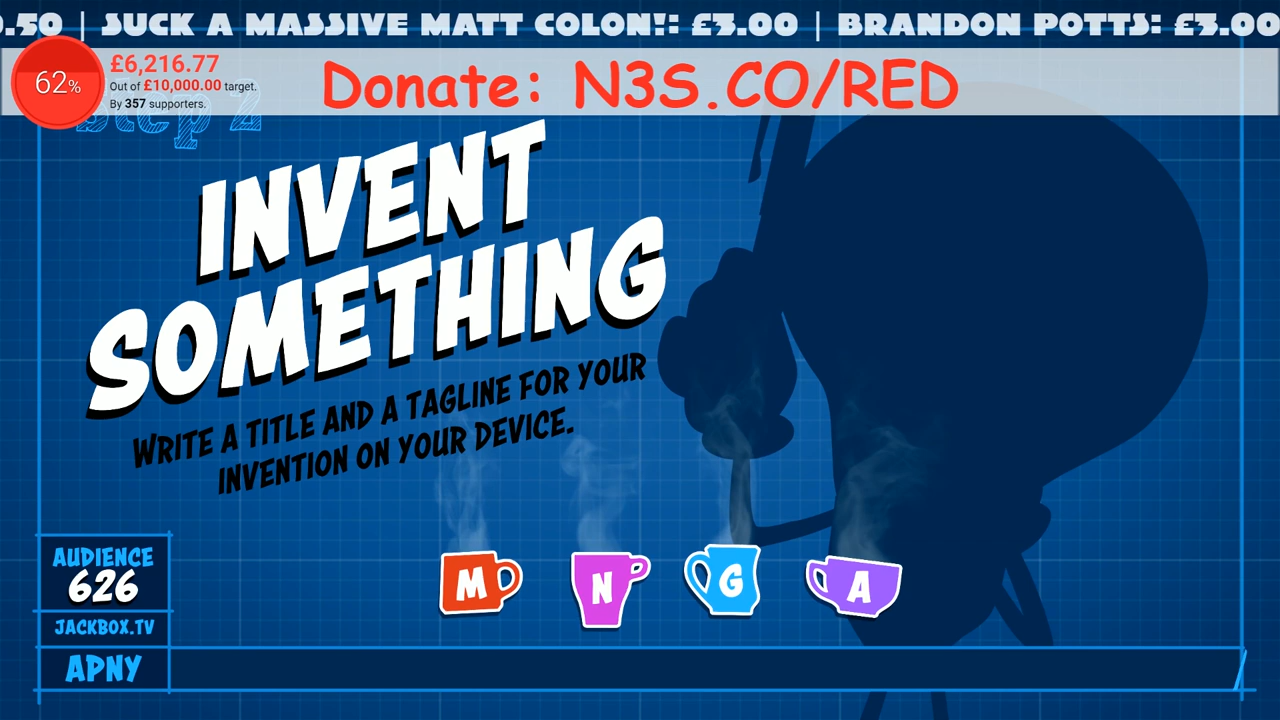 .50 | SUCK A MASSIVE MATT COLON!: £3.00 | BRANDON POTTS: £3.00
62%
£6,216.77
Out of £10,000.00 target.
By 357 supporters.
Donate: N3S.CO/RED
Step 2
INVENT
SOMETHING
WRITE A TITLE AND A TAGLINE FOR YOUR
INVENTION ON YOUR DEVICE.
M N G A
AUDIENCE
626
JACKBOX.TV
APNY